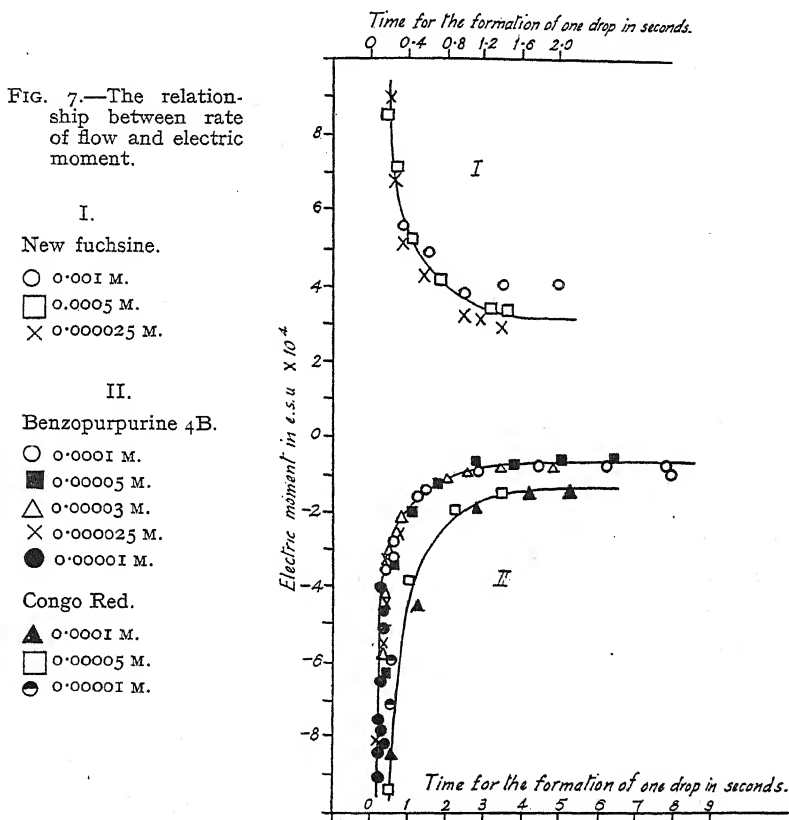 Time for the formation of one drop in seconds.
0 0·4 0·8 1·2 1·6 2·0
FIG. 7.—The relation-
ship between rate
of flow and electric
moment.
I.
New fuchsine.
0·001 M.
0.0005 M.
0·000025 M.
II.
Benzopurpurine 4B.
0·0001 M.
0·00005 M.
0·00003 M.
0·000025 M.
0·00001 M.
Congo Red.
0·0001 M.
0·00005 M.
0·00001 M.
Electric moment in e.s.u × 10⁴
8
6
4
2
0
-2
-4
-6
-8
I
II
Time for the formation of one drop in seconds.
0 1 2 3 4 5 6 7 8 9